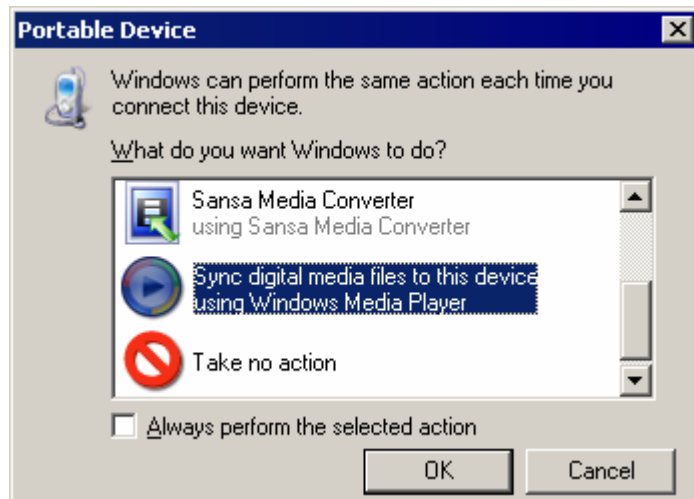 Portable Device
Windows can perform the same action each time you
connect this device.
What do you want Windows to do?
Sansa Media Converter
using Sansa Media Converter
Sync digital media files to this device
using Windows Media Player
Take no action
Always perform the selected action
OK Cancel